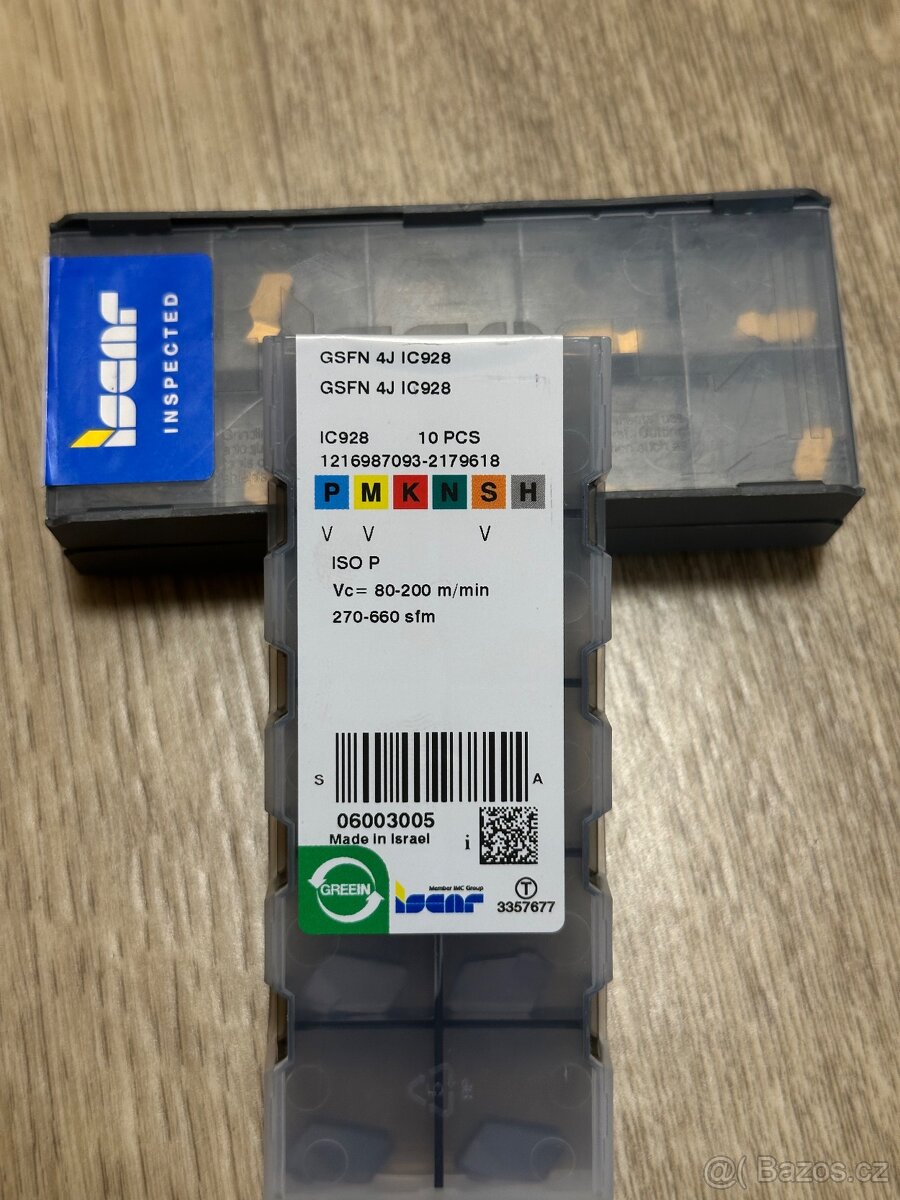 iscar
INSPECTED
GSFN 4J IC928
GSFN 4J IC928
IC928 10 PCS
1216987093-2179618
P M K N S H
V V V
ISO P
Vc= 80-200 m/min
270-660 sfm
S A
06003005
Made in Israel
i
GREEIN
Member IMC Group
iscar
T
3357677
@( Bazos.cz